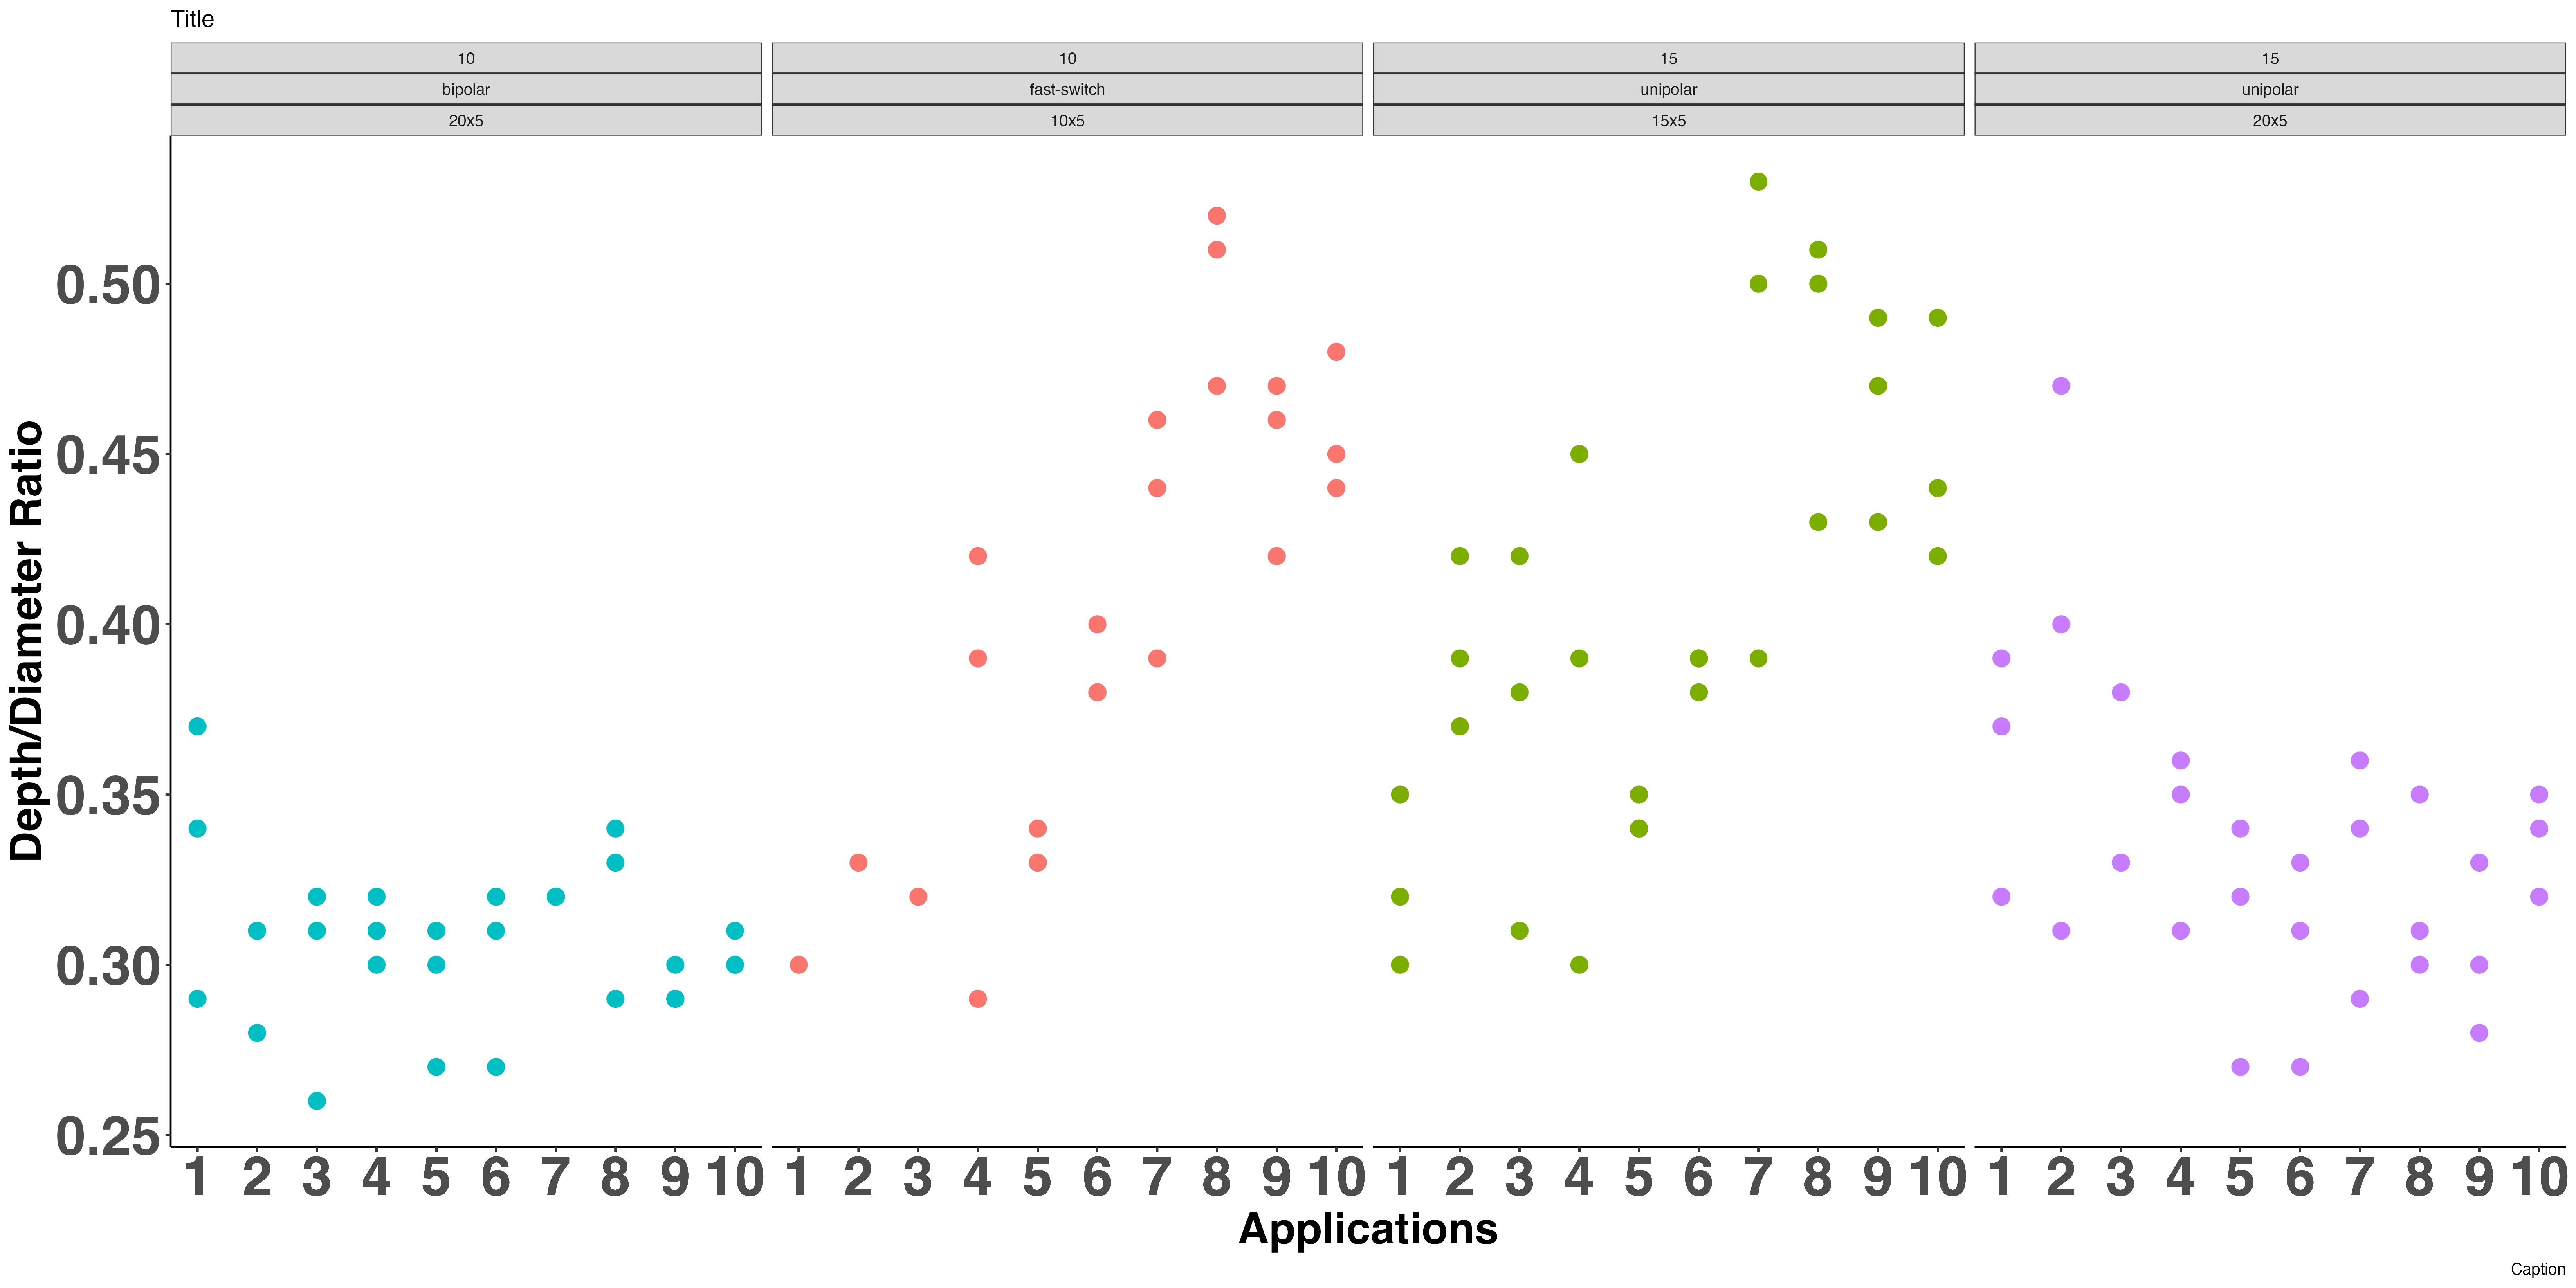 Title
10 10 15 15
bipolar fast-switch unipolar unipolar
20x5 10x5 15x5 20x5
Depth/Diameter Ratio
0.50
0.45
0.40
0.35
0.30
0.25
1 2 3 4 5 6 7 8 9 10 1 2 3 4 5 6 7 8 9 10 1 2 3 4 5 6 7 8 9 10 1 2 3 4 5 6 7 8 9 10
Applications
Caption